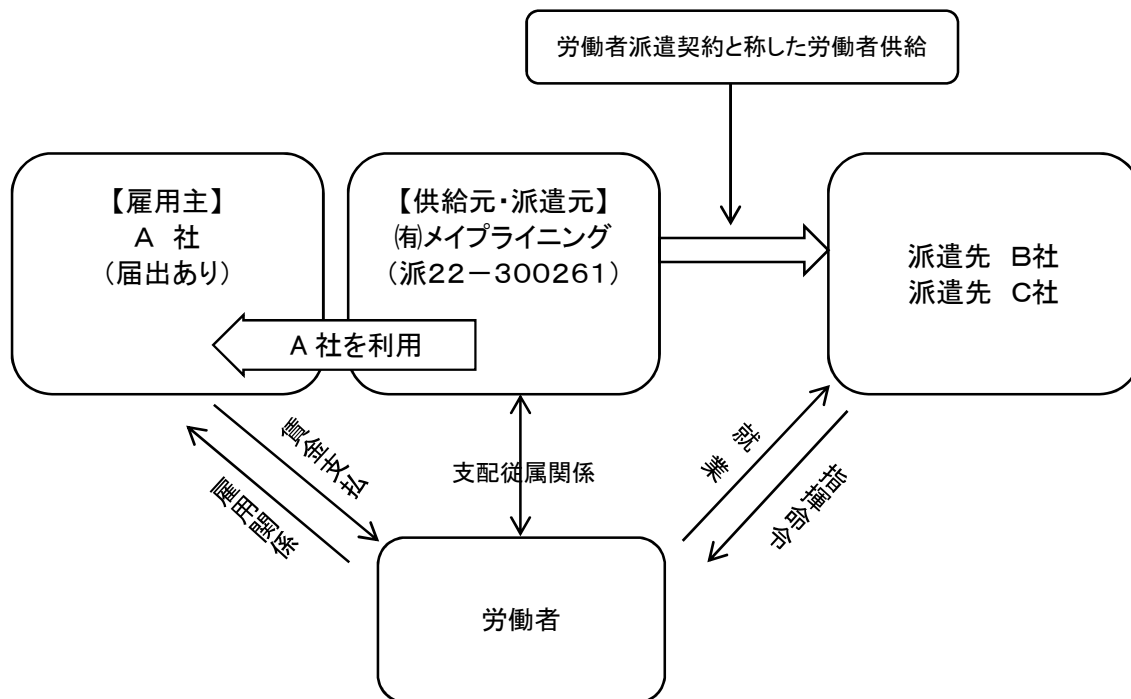 労働者派遣契約と称した労働者供給
【雇用主】
A 社
（届出あり）
【供給元・派遣元】
㈲メイプライニング
（派２２－３００２６１）
派遣先 B社
派遣先 C社
A 社を利用
賃金支払
雇用関係
支配従属関係
就業
指揮命令
労働者